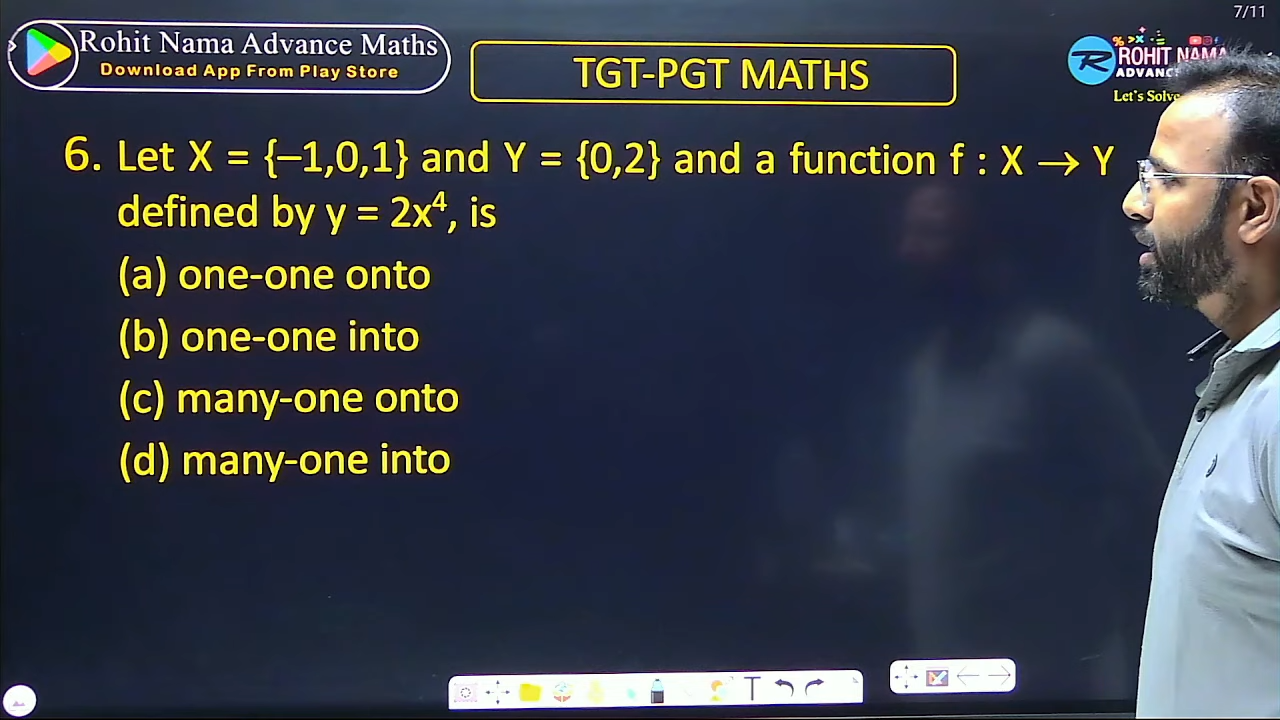 7/11
Rohit Nama Advance Maths
Download App From Play Store
TGT-PGT MATHS
ROHIT NAMA
Let's Solve
6. Let X = {–1,0,1} and Y = {0,2} and a function f : X → Y
defined by y = 2x⁴, is
(a) one-one onto
(b) one-one into
(c) many-one onto
(d) many-one into
T